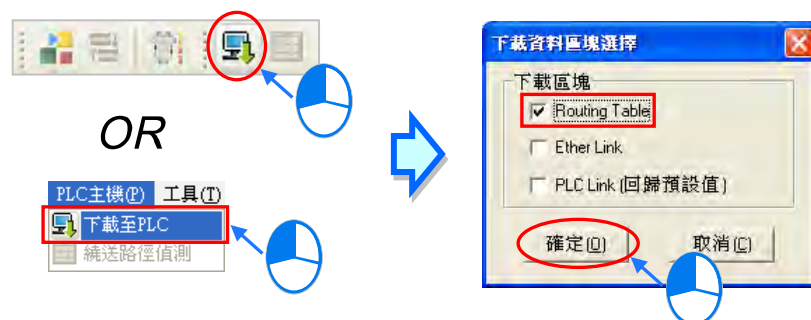 OR
PLC主機(P) 工具(T)
下載至PLC
繞送路徑偵測
下載資料區塊選擇
下載區塊
Routing Table
Ether Link
PLC Link (回歸預設值)
確定(O) 取消(C)